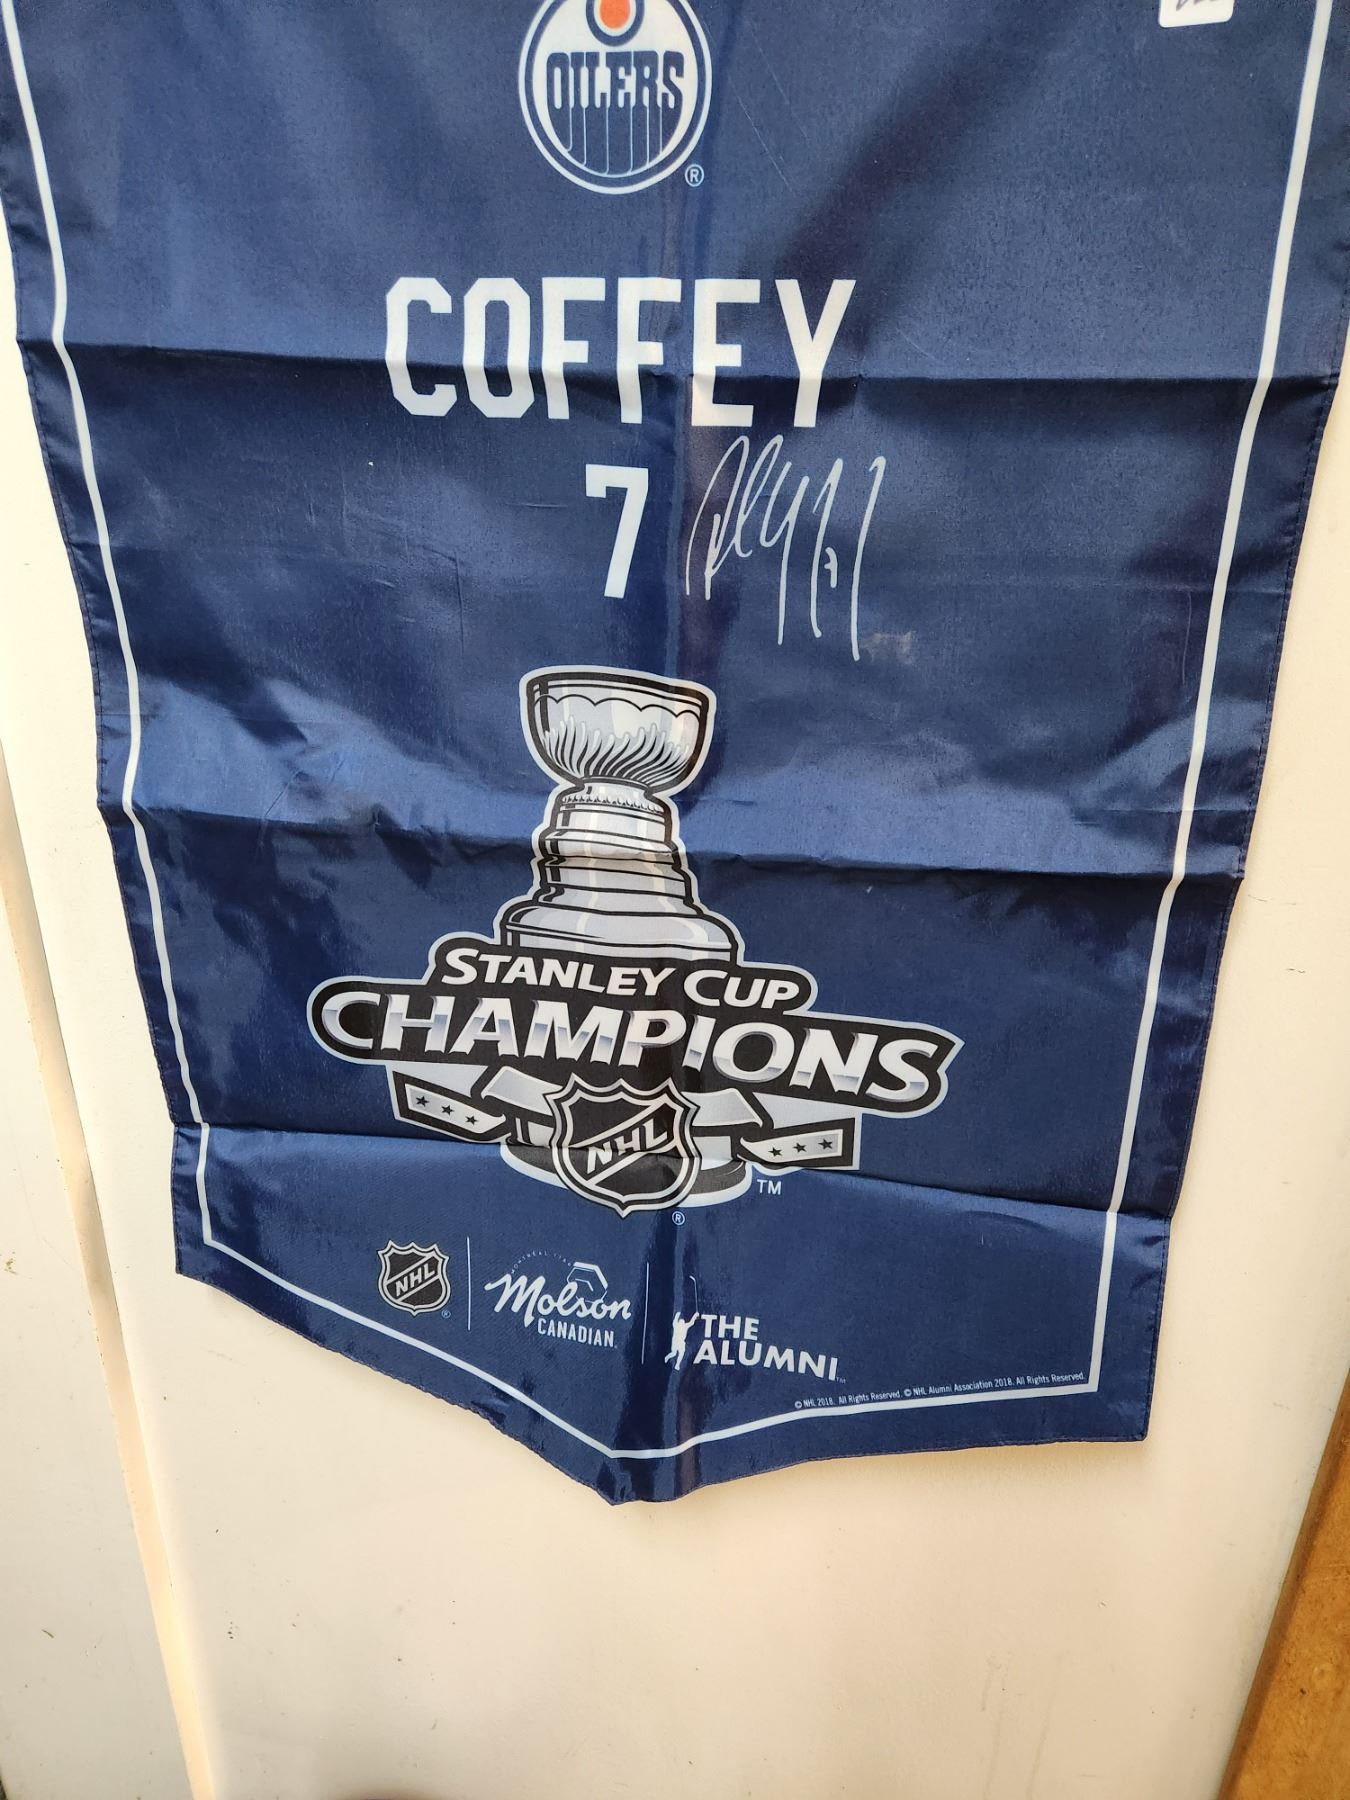 OILERS
®
COFFEY
7
STANLEY CUP
CHAMPIONS
NHL
TM
®
NHL
®
Molson
CANADIAN
THE
ALUMNI
© NHL 2018. All Rights Reserved. © NHL Alumni Association 2018. All Rights Reserved.